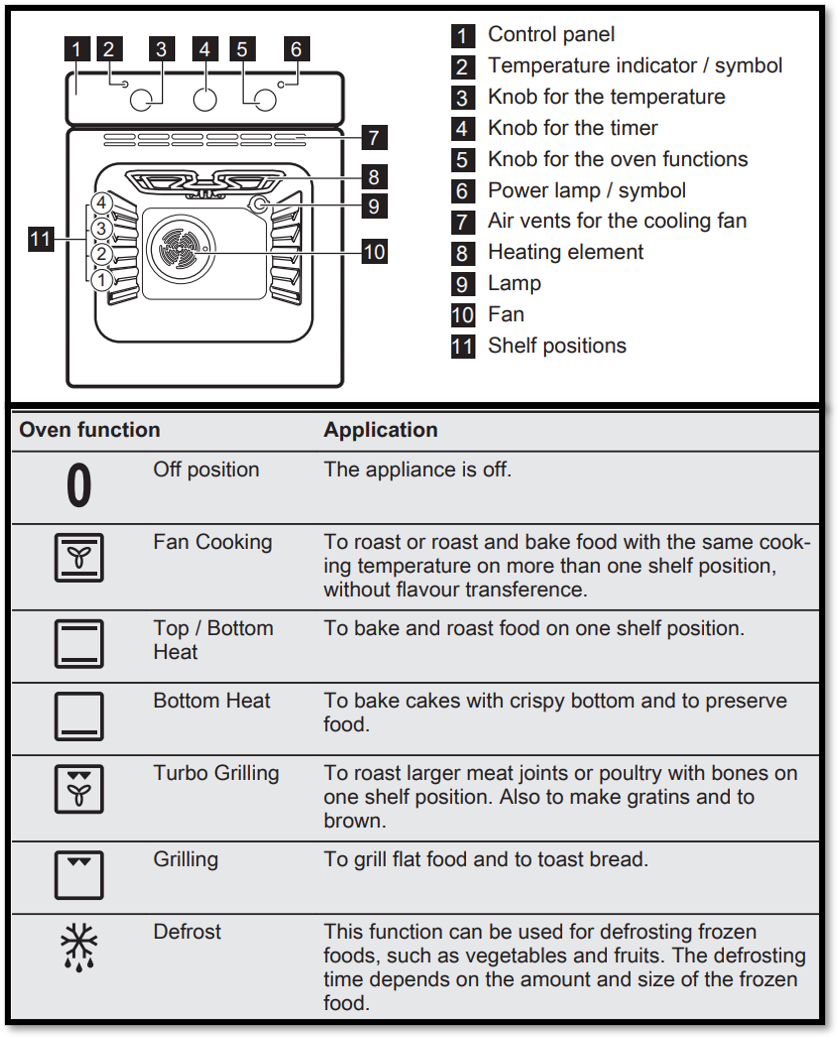 1 2 3 4 5 6
7
8
9
10
11
4
3
2
1
1 Control panel
2 Temperature indicator / symbol
3 Knob for the temperature
4 Knob for the timer
5 Knob for the oven functions
6 Power lamp / symbol
7 Air vents for the cooling fan
8 Heating element
9 Lamp
10 Fan
11 Shelf positions
Oven function Application
0 Off position The appliance is off.
Fan Cooking To roast or roast and bake food with the same cook-
ing temperature on more than one shelf position,
without flavour transference.
Top / Bottom To bake and roast food on one shelf position.
Heat
Bottom Heat To bake cakes with crispy bottom and to preserve
food.
Turbo Grilling To roast larger meat joints or poultry with bones on
one shelf position. Also to make gratins and to
brown.
Grilling To grill flat food and to toast bread.
Defrost This function can be used for defrosting frozen
foods, such as vegetables and fruits. The defrosting
time depends on the amount and size of the frozen
food.